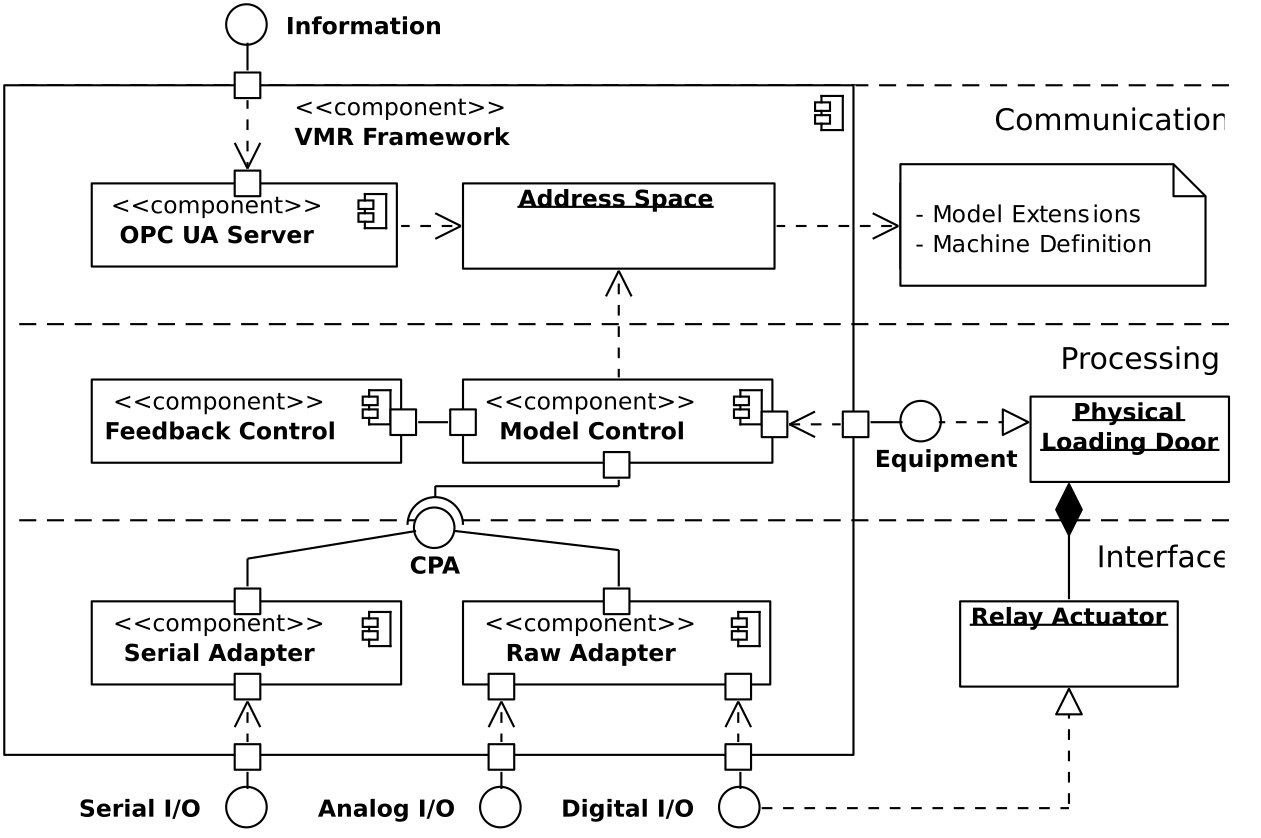 Information
<<component>>
VMR Framework
Communication
<<component>>
OPC UA Server
Address Space
- Model Extensions
- Machine Definition
Processing
<<component>>
Feedback Control
<<component>>
Model Control
Equipment
Physical
Loading Door
CPA
Interface
<<component>>
Serial Adapter
<<component>>
Raw Adapter
Relay Actuator
Serial I/O
Analog I/O
Digital I/O